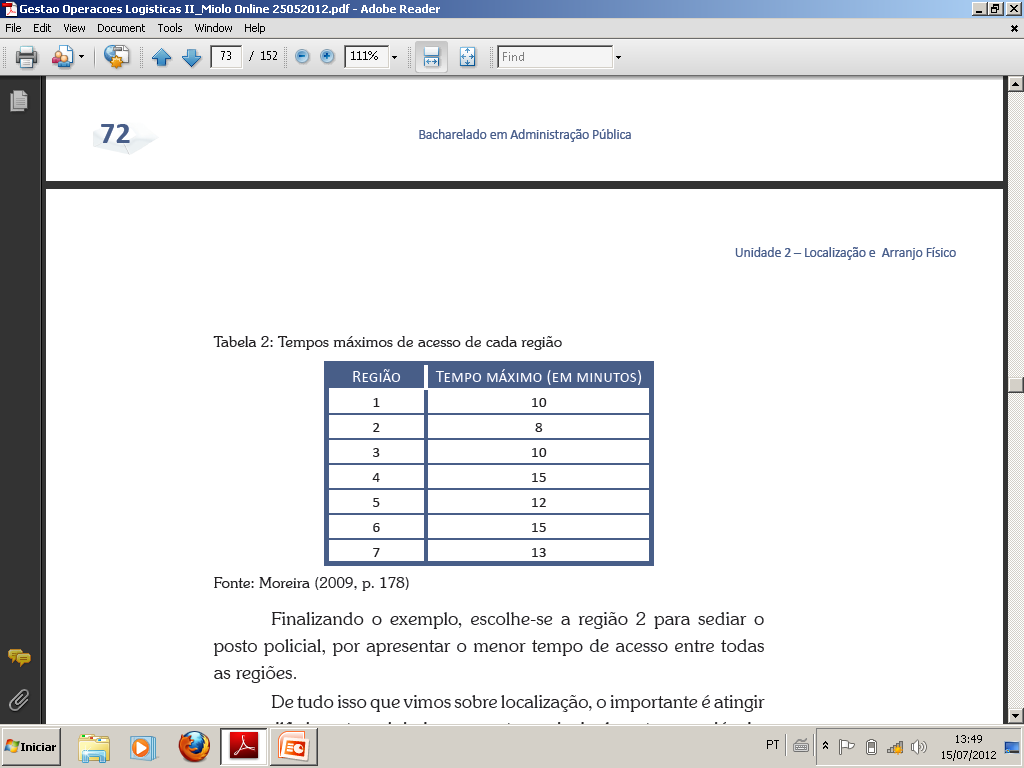 Gestao Operacoes Logisticas II_Miolo Online 25052012.pdf - Adobe Reader
File Edit View Document Tools Window Help
73 / 152 111% Find
72
Bacharelado em Administração Pública
Unidade 2 – Localização e Arranjo Físico
Tabela 2: Tempos máximos de acesso de cada região
Região Tempo máximo (em minutos)
1 10
2 8
3 10
4 15
5 12
6 15
7 13
Fonte: Moreira (2009, p. 178)
Finalizando o exemplo, escolhe-se a região 2 para sediar o
posto policial, por apresentar o menor tempo de acesso entre todas
as regiões.
De tudo isso que vimos sobre localização, o importante é atingir
Iniciar
PT
13:49
15/07/2012